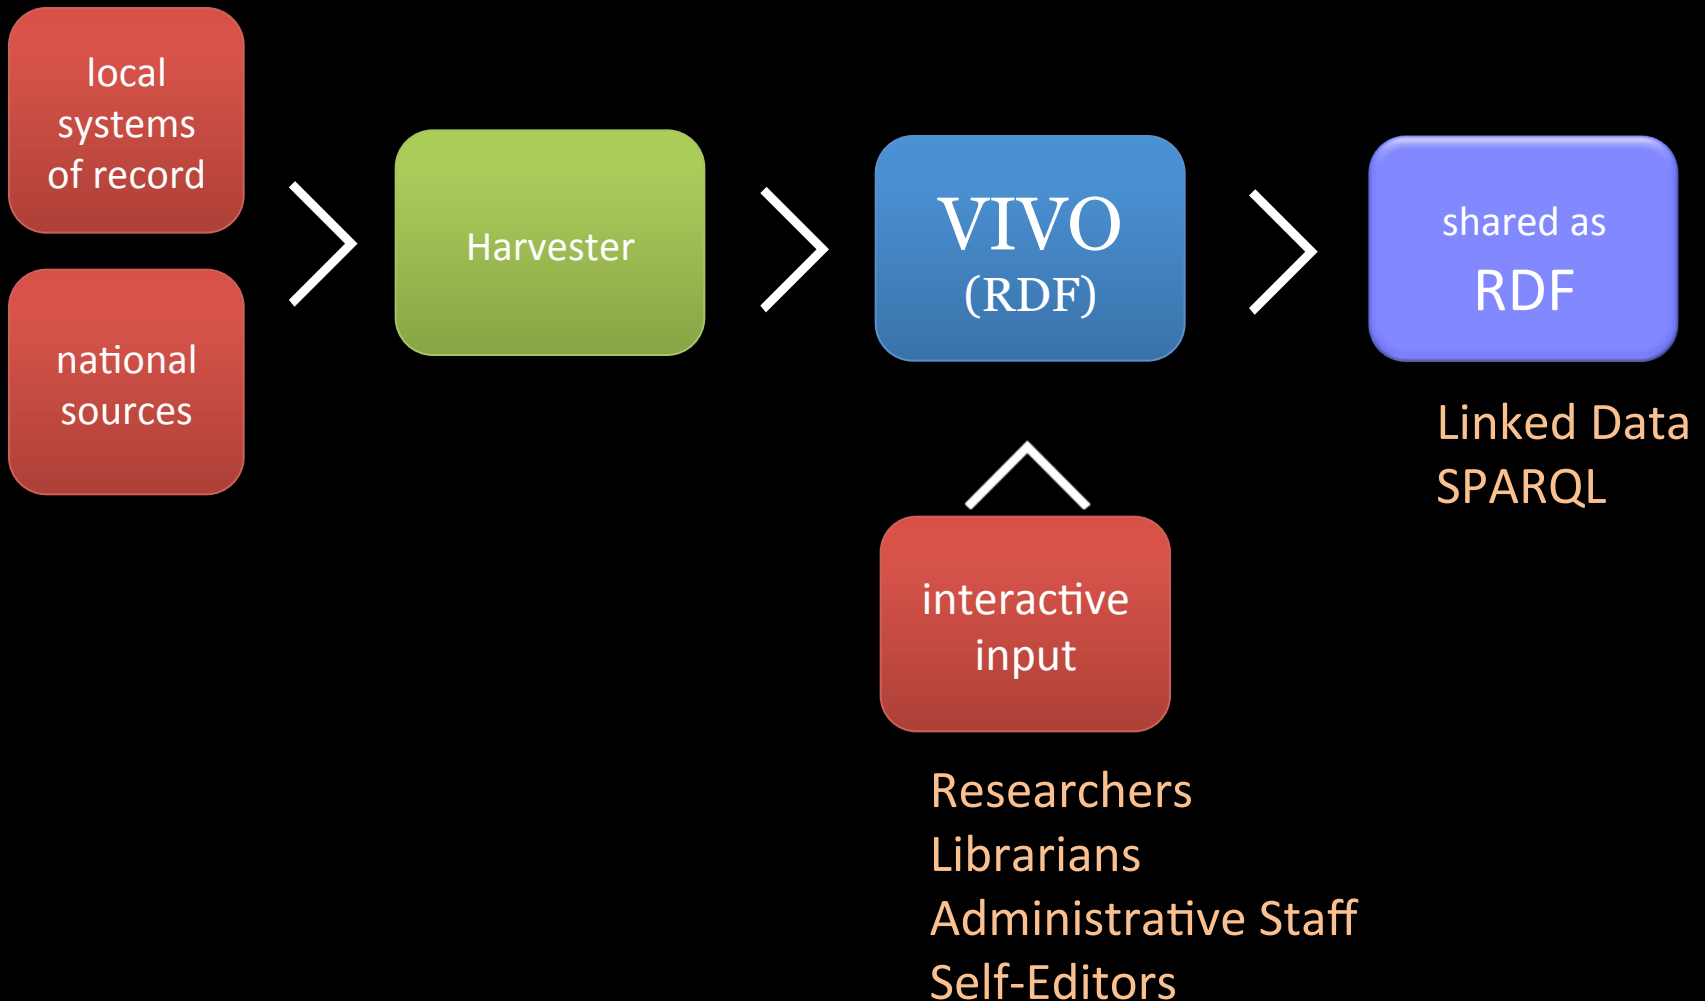 local
systems
of record
national
sources
Harvester
VIVO
(RDF)
shared as
RDF
Linked Data
SPARQL
interactive
input
Researchers
Librarians
Administrative Staff
Self-Editors